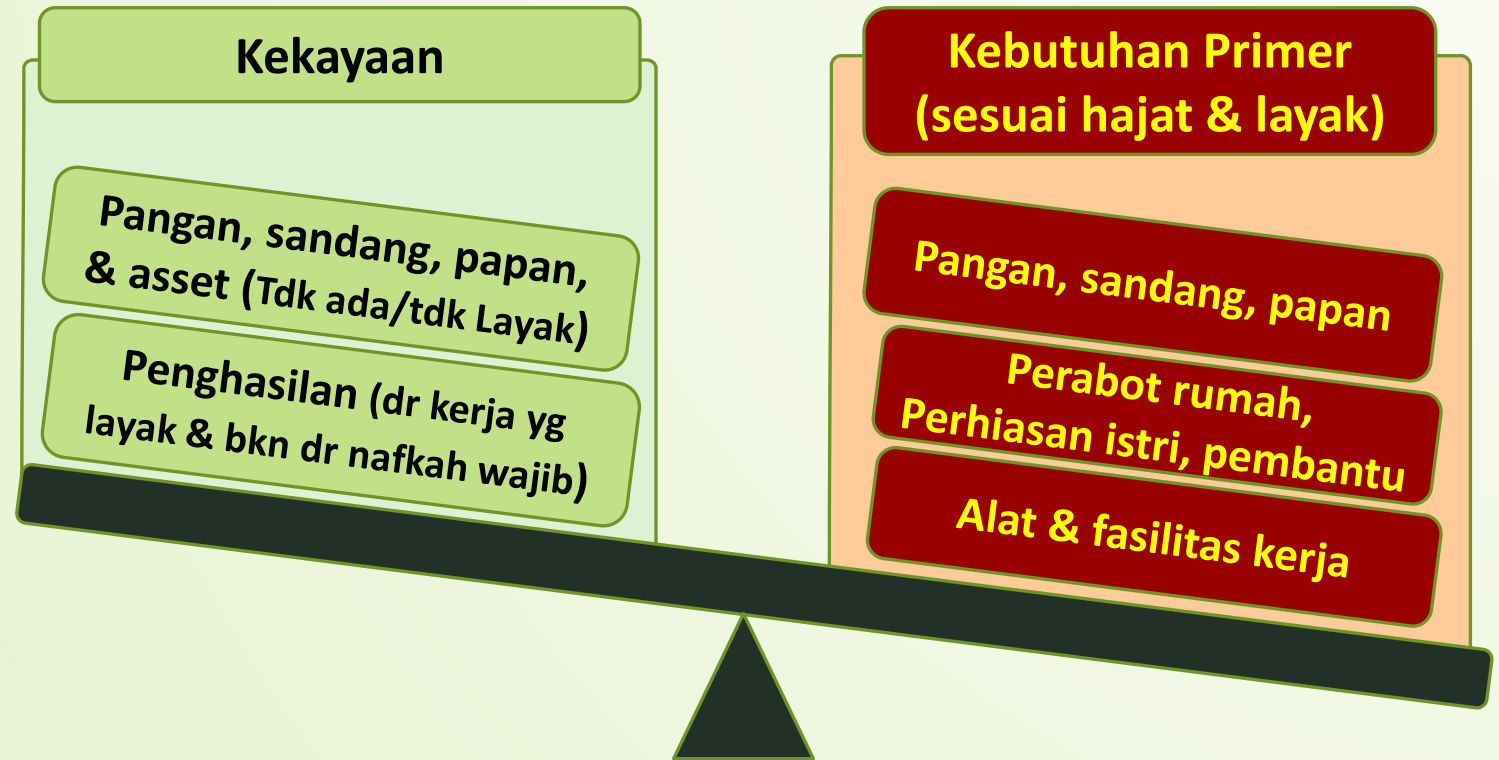 Kekayaan
Pangan, sandang, papan,
& asset (Tdk ada/tdk Layak)
Penghasilan (dr kerja yg
layak & bkn dr nafkah wajib)
Kebutuhan Primer
(sesuai hajat & layak)
Pangan, sandang, papan
Perabot rumah,
Perhiasan istri, pembantu
Alat & fasilitas kerja